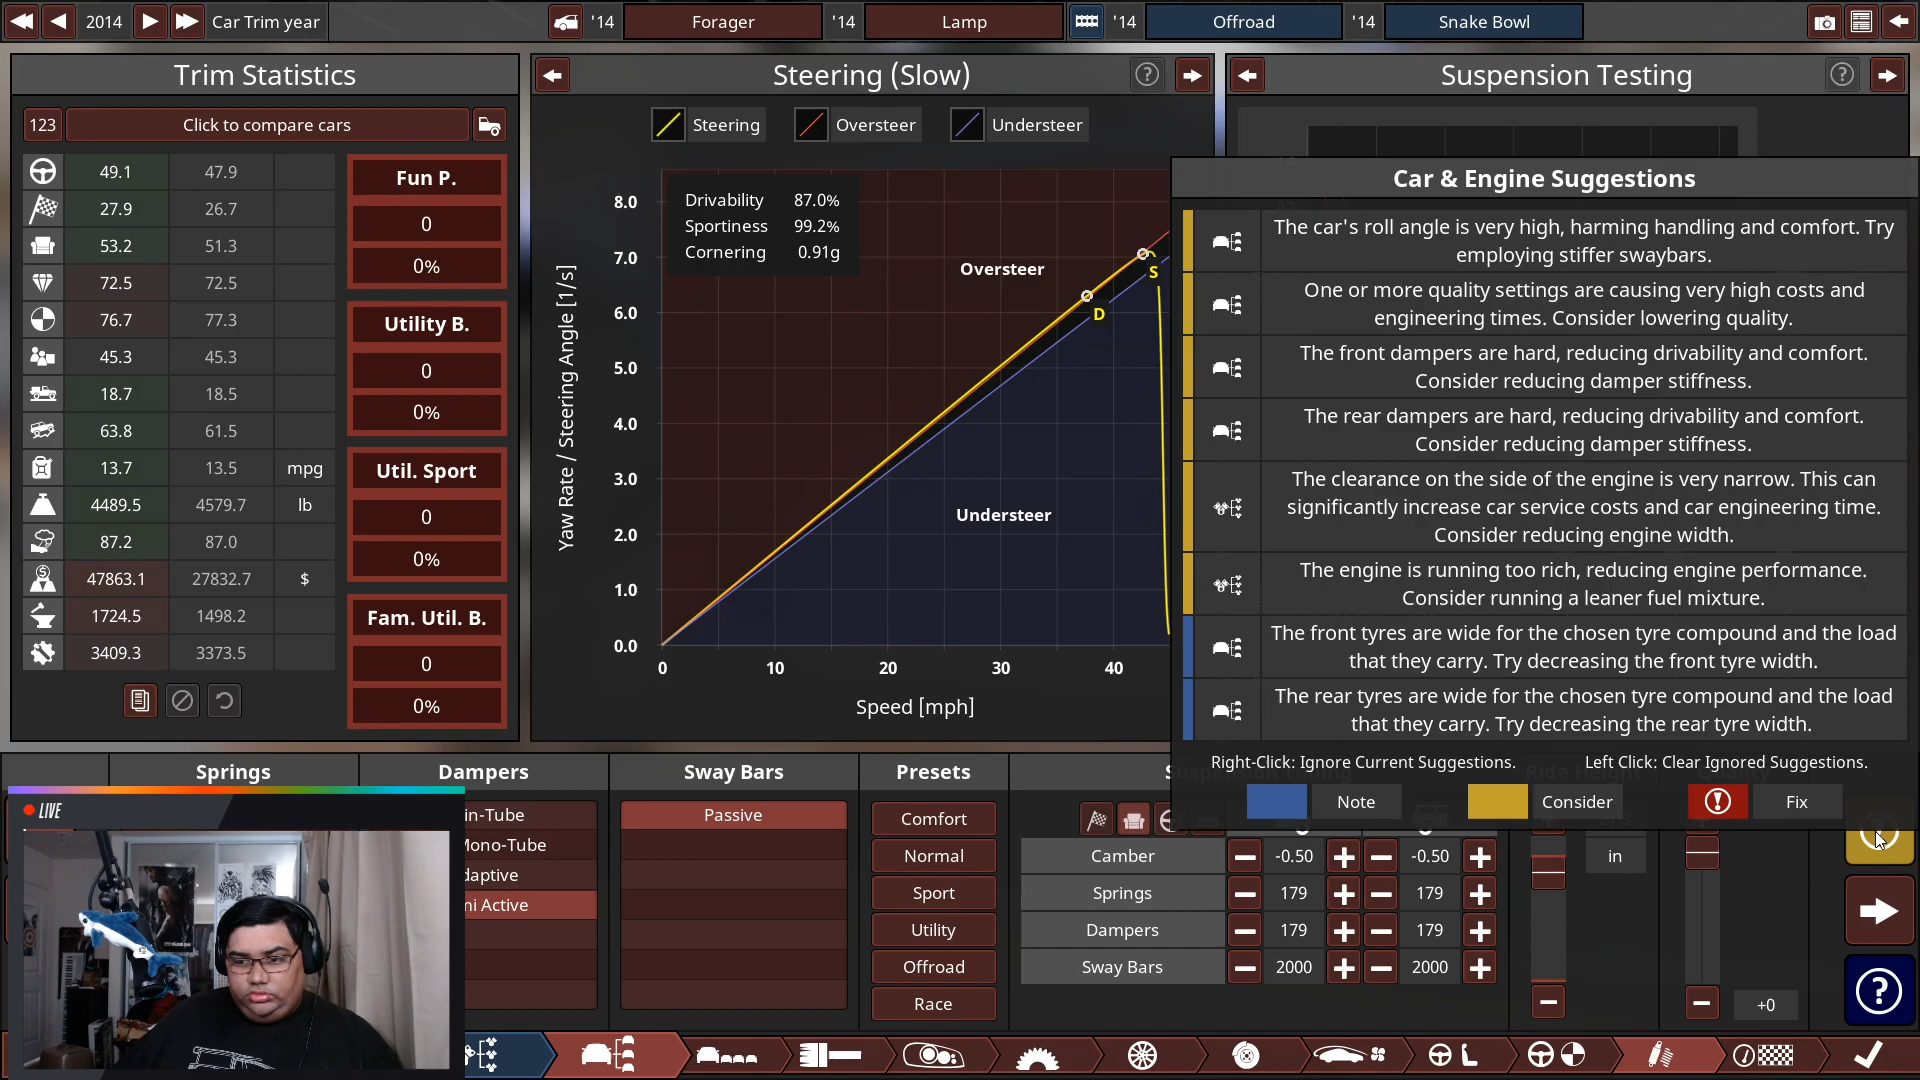 2014
Car Trim year
'14
Forager
'14
Lamp
'14
Offroad
'14
Snake Bowl
Trim Statistics
123
Click to compare cars
49.1 47.9
27.9 26.7
53.2 51.3
72.5 72.5
76.7 77.3
45.3 45.3
18.7 18.5
63.8 61.5
13.7 13.5 mpg
4489.5 4579.7 lb
87.2 87.0
47863.1 27832.7 $
1724.5 1498.2
3409.3 3373.5
Fun P.
0
0%
Utility B.
0
0%
Util. Sport
0
0%
Fam. Util. B.
0
0%
Steering (Slow)
?
Steering
Oversteer
Understeer
Drivability 87.0%
Sportiness 99.2%
Cornering 0.91g
Yaw Rate / Steering Angle [1/s]
8.0
7.0
6.0
5.0
4.0
3.0
2.0
1.0
0.0
0 10 20 30 40
Speed [mph]
Oversteer
Understeer
S
D
Suspension Testing
?
Car & Engine Suggestions
The car's roll angle is very high, harming handling and comfort. Try
employing stiffer swaybars.
One or more quality settings are causing very high costs and
engineering times. Consider lowering quality.
The front dampers are hard, reducing drivability and comfort.
Consider reducing damper stiffness.
The rear dampers are hard, reducing drivability and comfort.
Consider reducing damper stiffness.
The clearance on the side of the engine is very narrow. This can
significantly increase car service costs and car engineering time.
Consider reducing engine width.
The engine is running too rich, reducing engine performance.
Consider running a leaner fuel mixture.
The front tyres are wide for the chosen tyre compound and the load
that they carry. Try decreasing the front tyre width.
The rear tyres are wide for the chosen tyre compound and the load
that they carry. Try decreasing the rear tyre width.
Right-Click: Ignore Current Suggestions.
Left Click: Clear Ignored Suggestions.
Note
Consider
Fix
Springs
Dampers
in-Tube
Mono-Tube
daptive
ni Active
Sway Bars
Passive
Presets
Comfort
Normal
Sport
Utility
Offroad
Race
Camber -0.50 -0.50
Springs 179 179
Dampers 179 179
Sway Bars 2000 2000
in
+0
?
LIVE